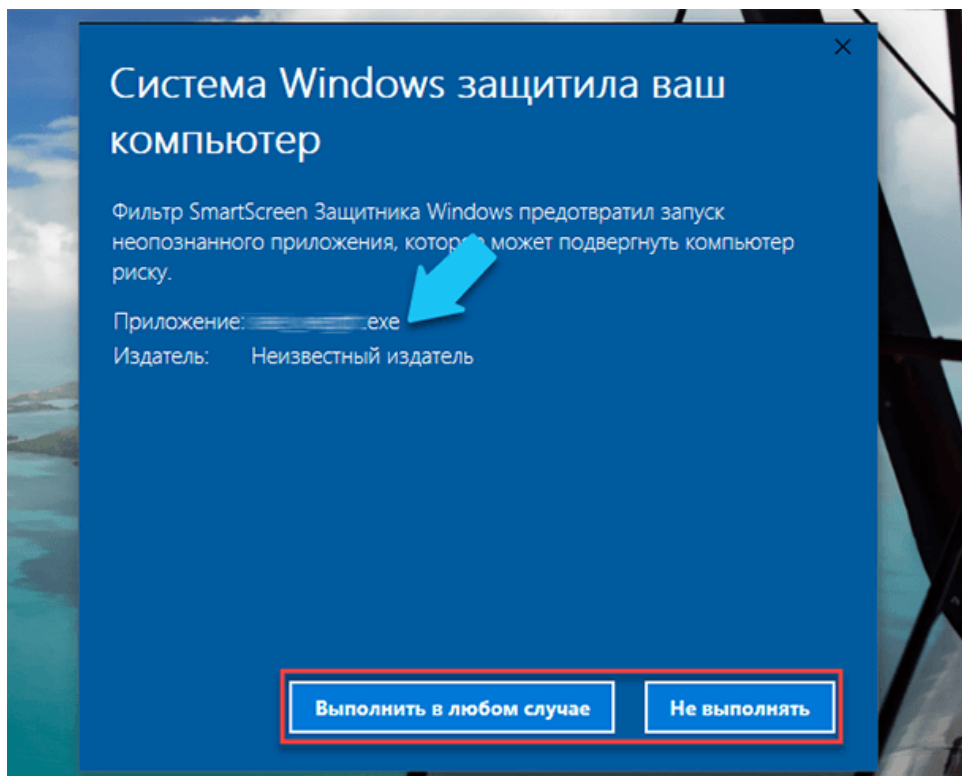 Система Windows защитила ваш
компьютер
Фильтр SmartScreen Защитника Windows предотвратил запуск
неопознанного приложения, которое может подвергнуть компьютер
риску.
Приложение: .exe
Издатель: Неизвестный издатель
Выполнить в любом случае Не выполнять